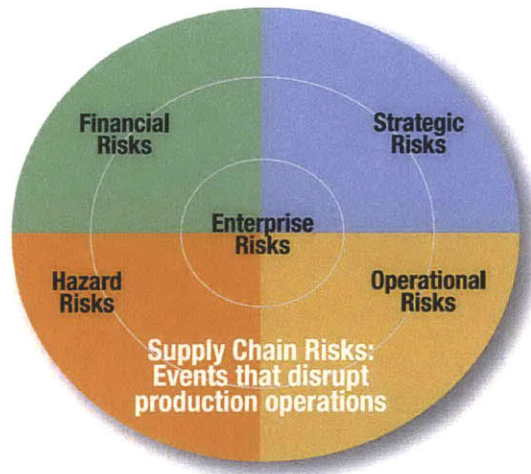 Financial
Risks
Strategic
Risks
Enterprise
Risks
Hazard
Risks
Operational
Risks
Supply Chain Risks:
Events that disrupt
production operations